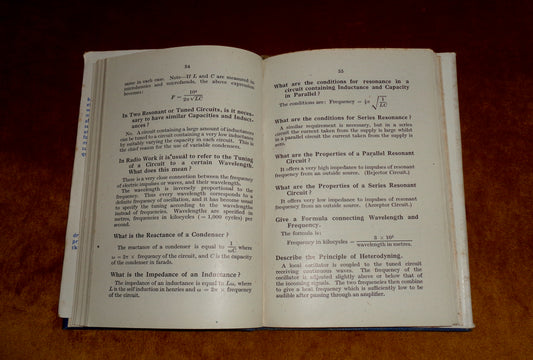 54
same in each case. Note—If L and C are measured in
microhenries and microfarads, the above expression
becomes:
F = 10⁶ / 2π√LC
In Two Resonant or Tuned Circuits, is it neces-
sary to have similar Capacities and Induct-
ances ?
No. A circuit containing a large amount of inductance
can be tuned to a circuit containing a very low inductance
by suitably varying the capacity in each circuit. This is
the chief reason for the use of variable condensers.
In Radio Work it is usual to refer to the Tuning
of a Circuit to a certain Wavelength.
What does this mean ?
There is a very close connection between the frequency
of electric impulses or waves, and their wavelength.
The wavelength is inversely proportional to the
frequency. Thus every wavelength corresponds to a
definite frequency of oscillation, and it has become usual
to specify the tuning according to the wavelengths
instead of frequencies. Wavelengths are specified in
metres, frequencies in kilocycles (= 1,000 cycles) per
second.
What is the Reactance of a Condenser ?
The reactance of a condenser is equal to 1/ωC where
ω = 2π × frequency of the circuit, and C is the capacity
of the condenser in farads.
What is the Impedance of an Inductance ?
The impedance of an inductance is equal to Lω, where
L is the self induction in henries and ω = 2π × frequency
of the circuit.
55
What are the conditions for resonance in a
circuit containing Inductance and Capacity
in Parallel ?
The conditions are: Frequency = ½π √1/LC
What are the conditions for Series Resonance ?
A similar requirement is necessary, but in a series
circuit the current taken from the supply is large whilst
in a parallel circuit the current taken from the supply
is small.
What are the Properties of a Parallel Resonant
Circuit ?
It offers a very high impedance to impulses of resonant
frequency from an outside source. (Rejector Circuit.)
What are the Properties of a Series Resonant
Circuit ?
It offers very low impedance to impulses of resonant
frequency from an outside source. (Acceptor Circuit.)
Give a Formula connecting Wavelength and
Frequency.
The formula is:
Frequency in kilocycles = 3 × 10⁵ / wavelength in metres.
Describe the Principle of Heterodyning.
A local oscillator is coupled to the tuned circuit
receiving continuous waves. The frequency of the
oscillator is adjusted slightly above or below that of
the incoming signals. The two frequencies then combine
to give a beat frequency which is sufficiently low to be
audible after passing through an amplifier.